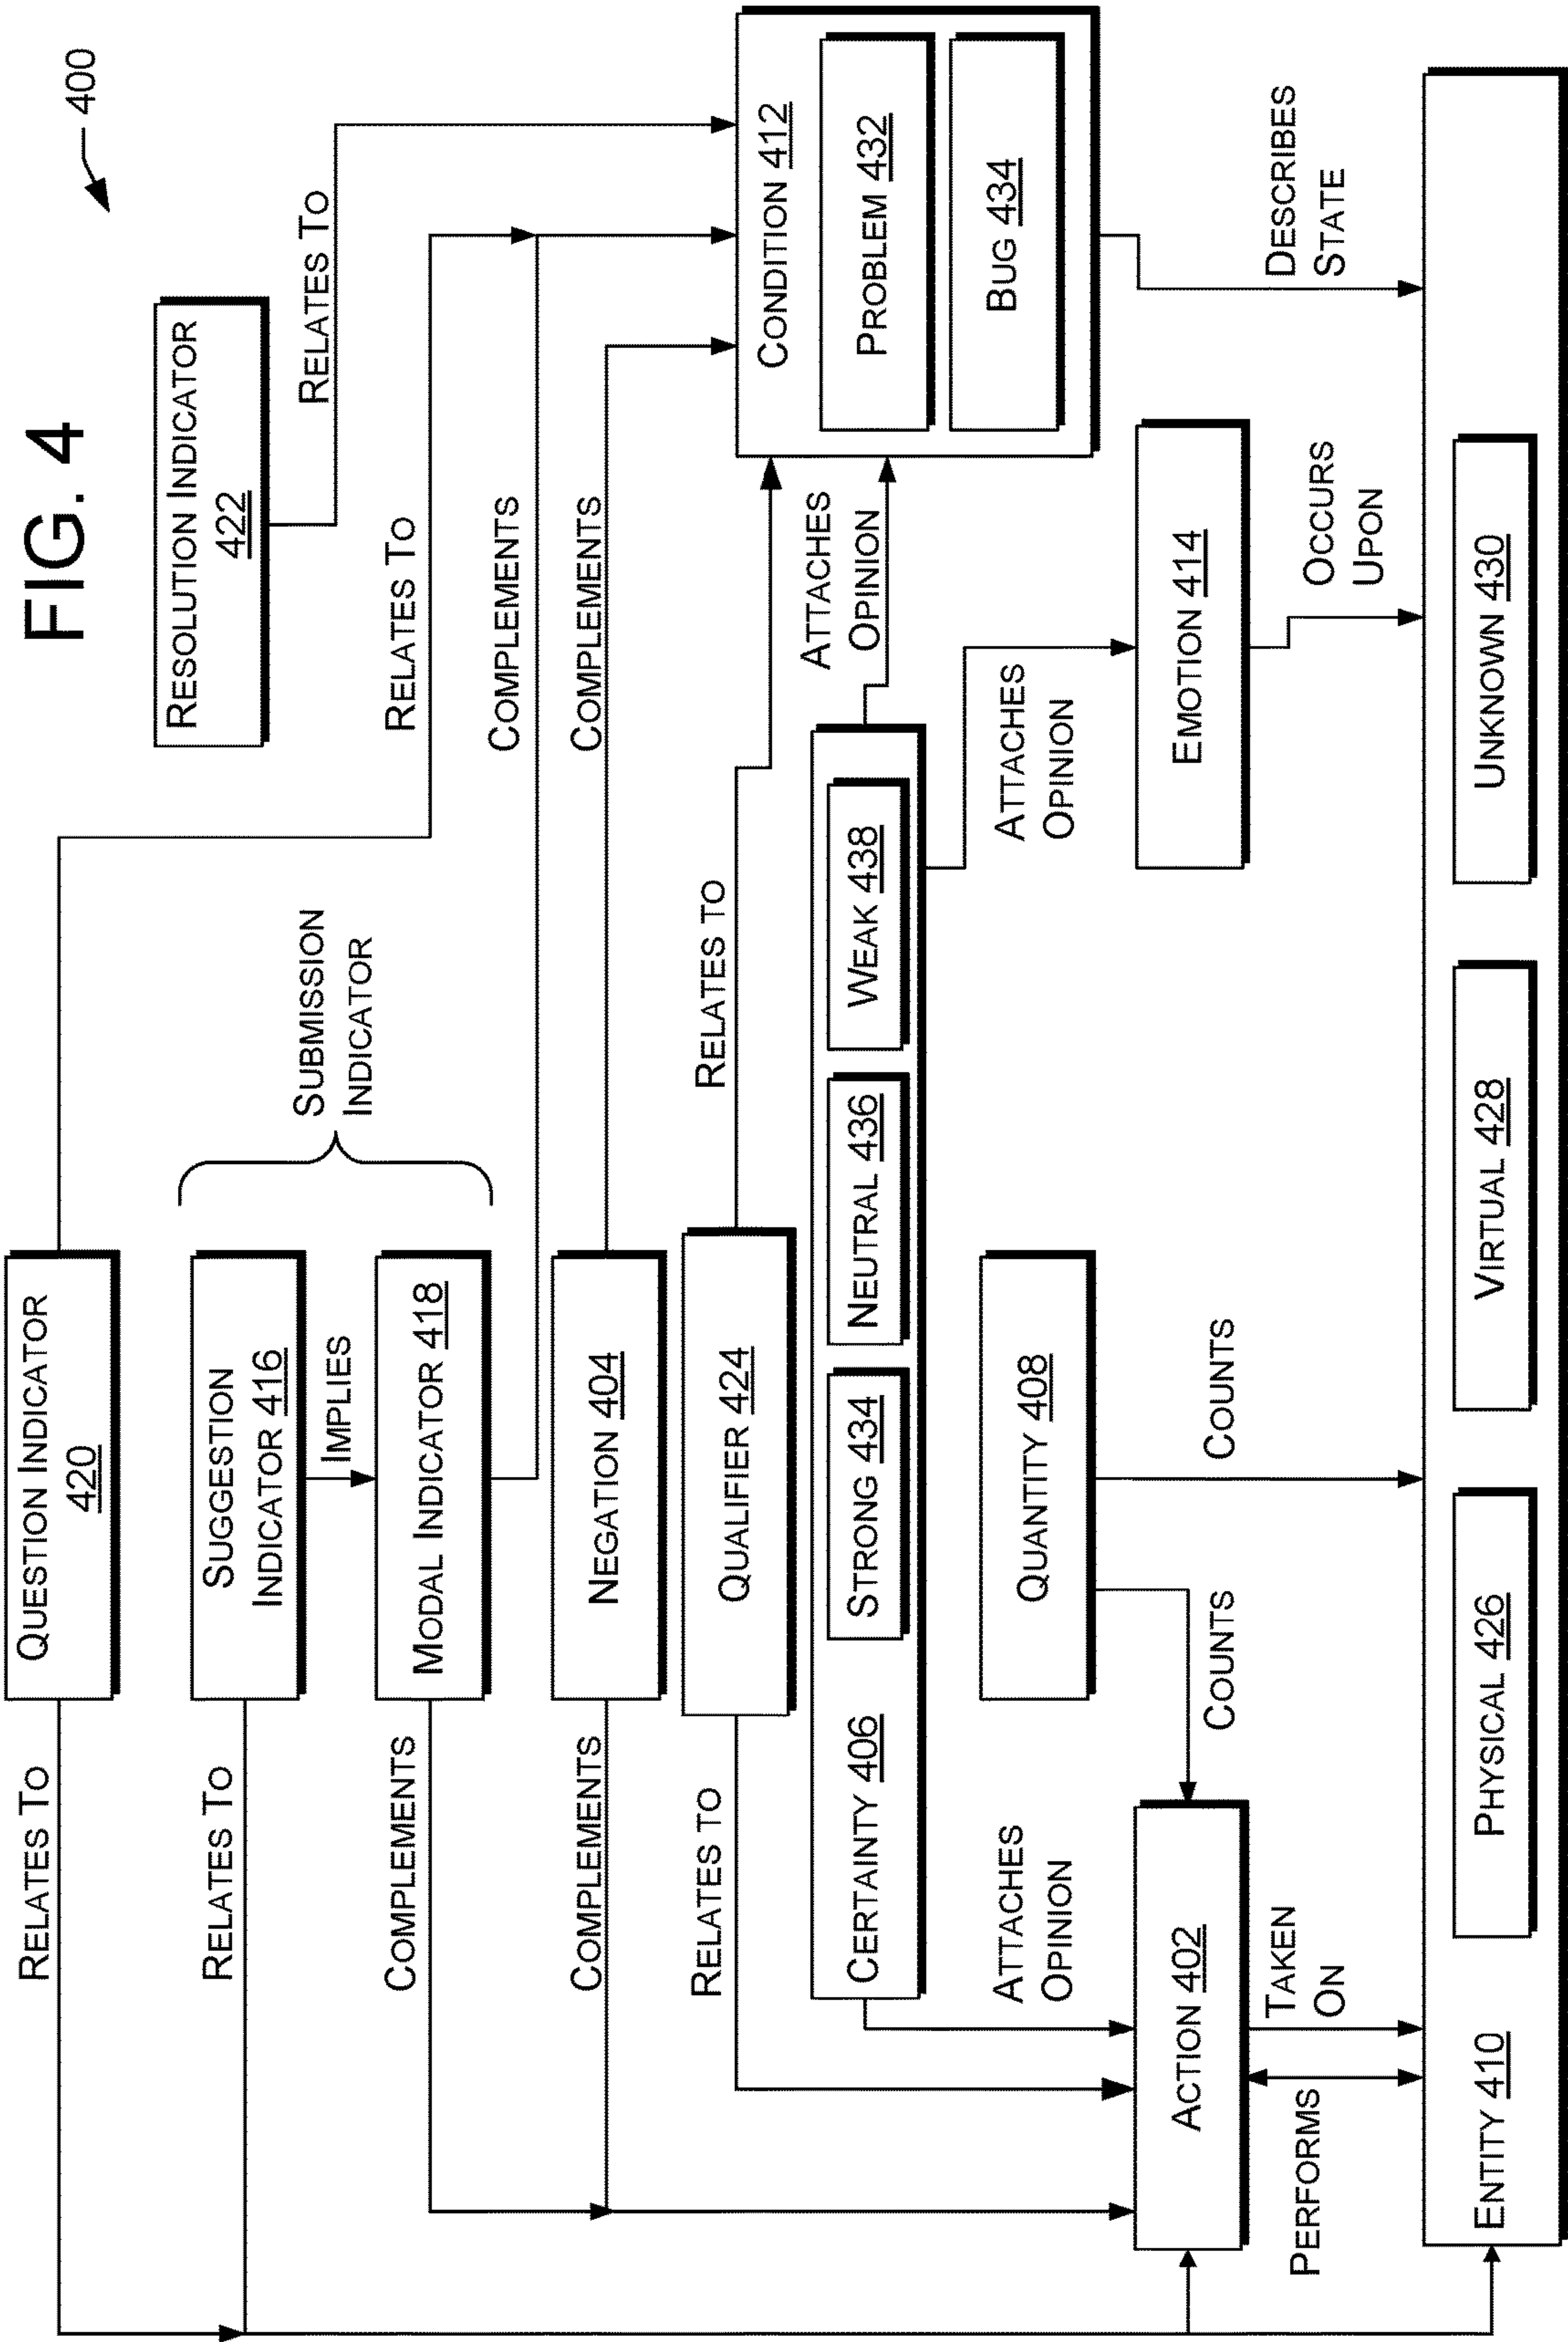 FIG. 4
400
RESOLUTION INDICATOR
422
RELATES TO
QUESTION INDICATOR
420
RELATES TO
RELATES TO
SUGGESTION
INDICATOR 416
RELATES TO
IMPLIES
SUBMISSION
INDICATOR
MODAL INDICATOR 418
COMPLEMENTS
COMPLEMENTS
NEGATION 404
COMPLEMENTS
COMPLEMENTS
QUALIFIER 424
RELATES TO
RELATES TO
CONDITION 412
PROBLEM 432
BUG 434
CERTAINTY 406
STRONG 434
NEUTRAL 436
WEAK 438
ATTACHES
OPINION
ATTACHES
OPINION
ATTACHES
OPINION
QUANTITY 408
COUNTS
COUNTS
ACTION 402
EMOTION 414
PERFORMS
TAKEN
ON
OCCURS
UPON
DESCRIBES
STATE
ENTITY 410
PHYSICAL 426
VIRTUAL 428
UNKNOWN 430